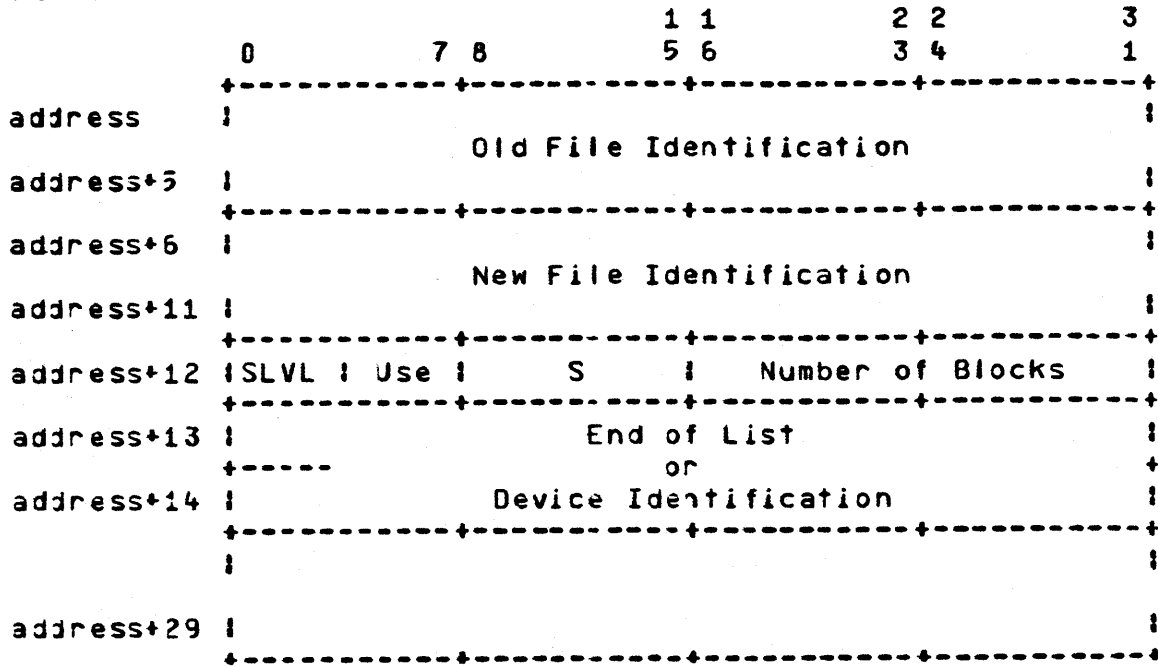 1 1 2 2 3
0 7 8 5 6 3 4 1
address
Old File Identification
address+5
address+6
New File Identification
address+11
address+12 SLVL Use S Number of Blocks
address+13 End of List
or
address+14 Device Identification
address+29